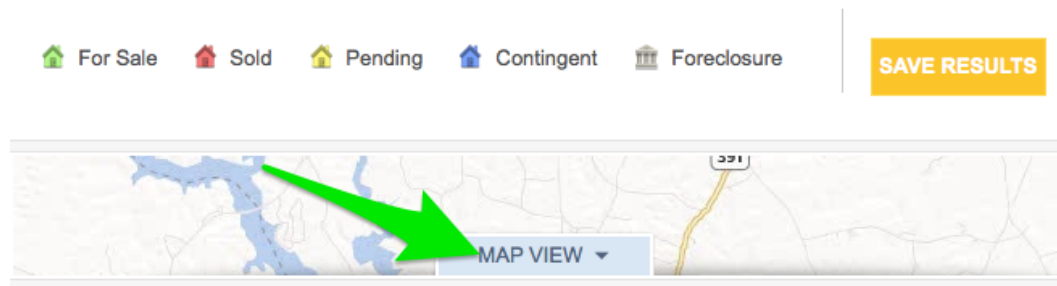 For Sale Sold Pending Contingent Foreclosure SAVE RESULTS
391
MAP VIEW